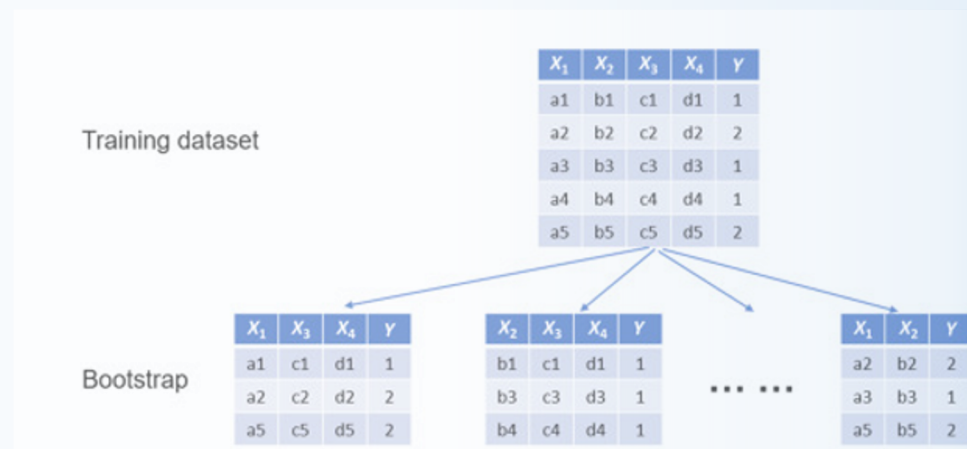 X₁ X₂ X₃ X₄ Y
a1 b1 c1 d1 1
a2 b2 c2 d2 2
Training dataset
a3 b3 c3 d3 1
a4 b4 c4 d4 1
a5 b5 c5 d5 2
X₁ X₃ X₄ Y
a1 c1 d1 1
a2 c2 d2 2
a5 c5 d5 2
X₂ X₃ X₄ Y
b1 c1 d1 1
b3 c3 d3 1
b4 c4 d4 1
... ...
X₁ X₂ Y
a2 b2 2
a3 b3 1
a5 b5 2
Bootstrap